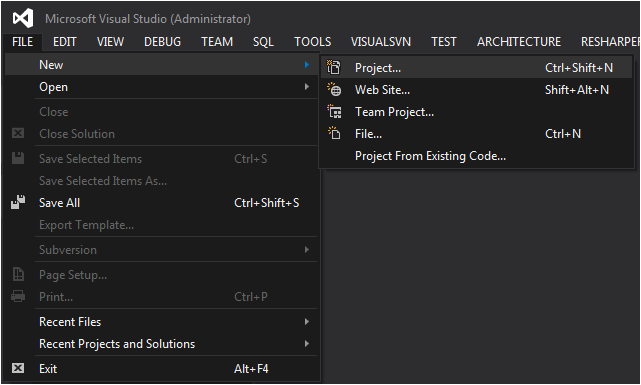 Microsoft Visual Studio (Administrator)
FILE EDIT VIEW DEBUG TEAM SQL TOOLS VISUALSVN TEST ARCHITECTURE RESHARPER
New
Project... Ctrl+Shift+N
Open
Web Site... Shift+Alt+N
Close
Team Project...
Close Solution
File... Ctrl+N
Save Selected Items Ctrl+S
Project From Existing Code...
Save Selected Items As...
Save All Ctrl+Shift+S
Export Template...
Subversion
Page Setup...
Print... Ctrl+P
Recent Files
Recent Projects and Solutions
Exit Alt+F4